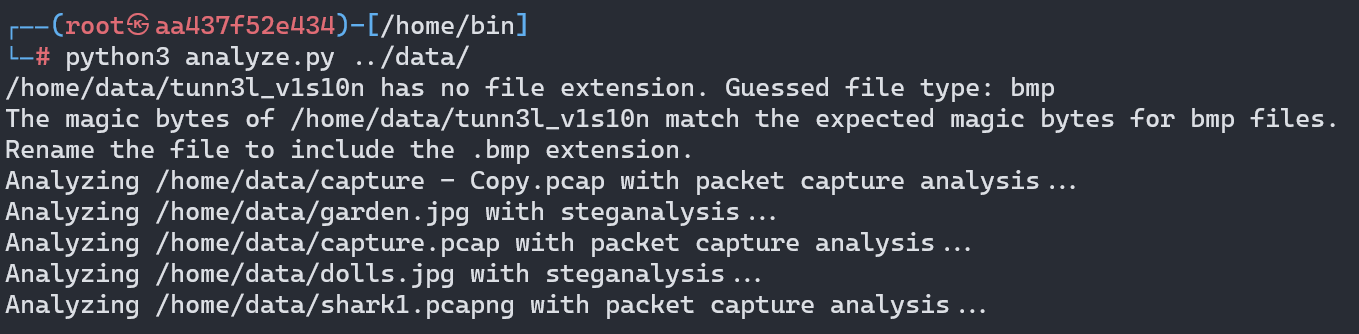 ┌──(root㉿aa437f52e434)-[/home/bin]
└─# python3 analyze.py ../data/
/home/data/tunn3l_v1s10n has no file extension. Guessed file type: bmp
The magic bytes of /home/data/tunn3l_v1s10n match the expected magic bytes for bmp files.
Rename the file to include the .bmp extension.
Analyzing /home/data/capture - Copy.pcap with packet capture analysis...
Analyzing /home/data/garden.jpg with steganalysis...
Analyzing /home/data/capture.pcap with packet capture analysis...
Analyzing /home/data/dolls.jpg with steganalysis...
Analyzing /home/data/shark1.pcapng with packet capture analysis...